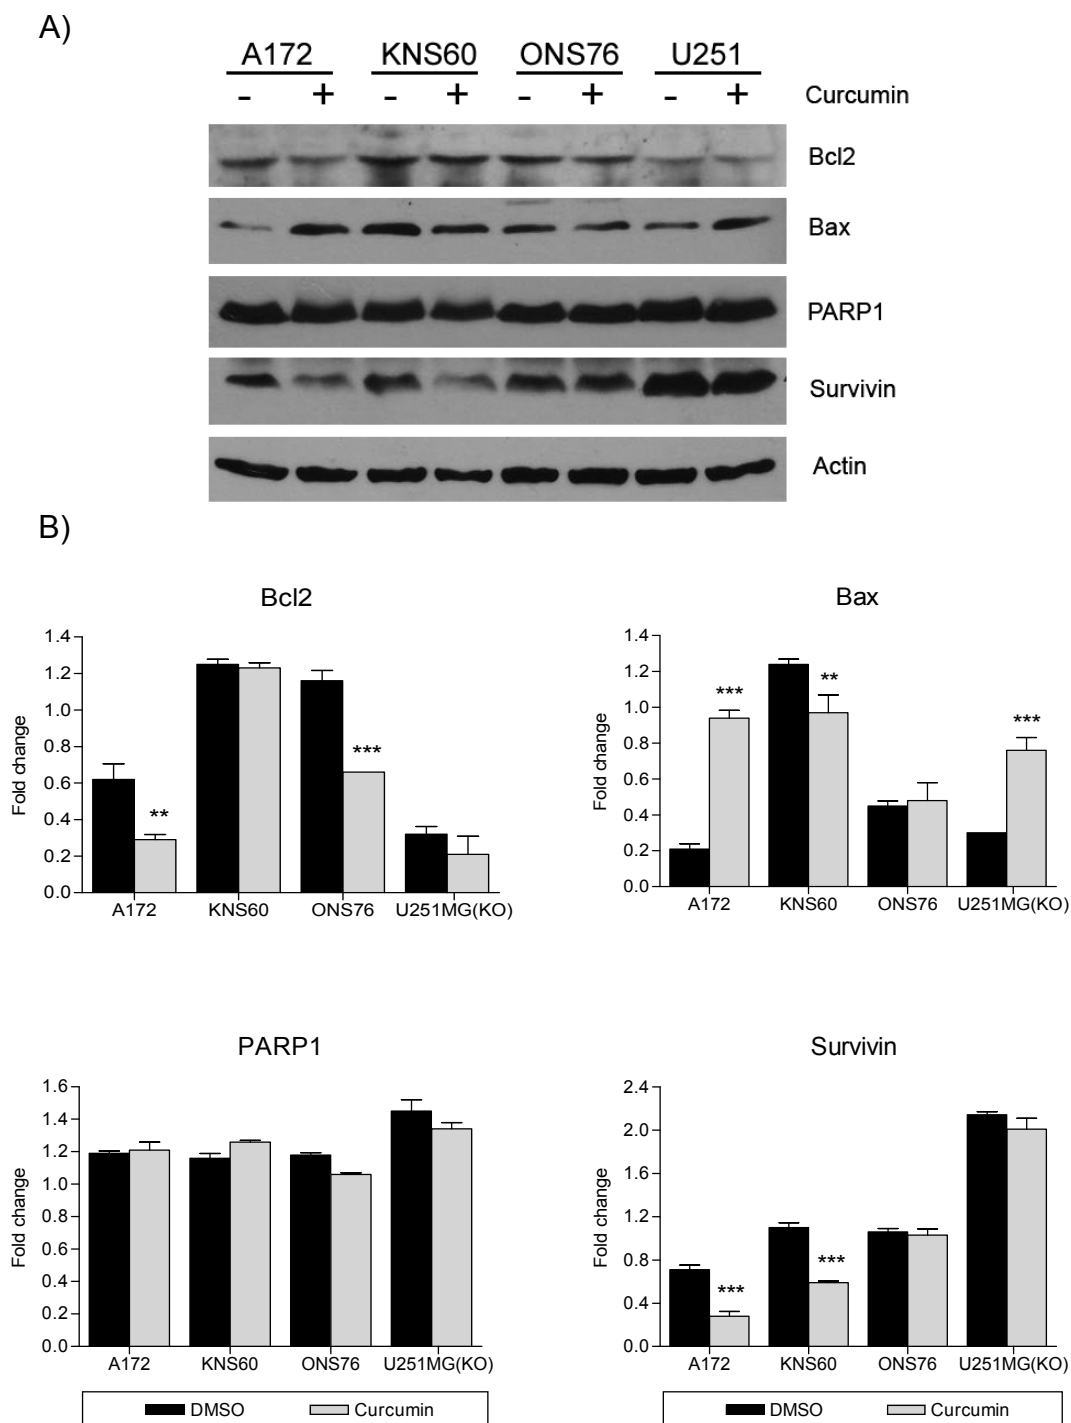 A)
A172 KNS60 ONS76 U251
- + - + - + - + Curcumin
Bcl2
Bax
PARP1
Survivin
Actin
B)
Bcl2
Fold change
1.4
1.2
1.0
0.8
0.6
0.4
0.2
0.0
** ***
A172 KNS60 ONS76 U251MG(KO)
Bax
Fold change
1.4
1.2
1.0
0.8
0.6
0.4
0.2
0.0
*** ** ***
A172 KNS60 ONS76 U251MG(KO)
PARP1
Fold change
1.6
1.4
1.2
1.0
0.8
0.6
0.4
0.2
0.0
A172 KNS60 ONS76 U251MG(KO)
DMSO Curcumin
Survivin
Fold change
2.4
2.0
1.6
1.2
0.8
0.4
0.0
*** ***
A172 KNS60 ONS76 U251MG(KO)
DMSO Curcumin